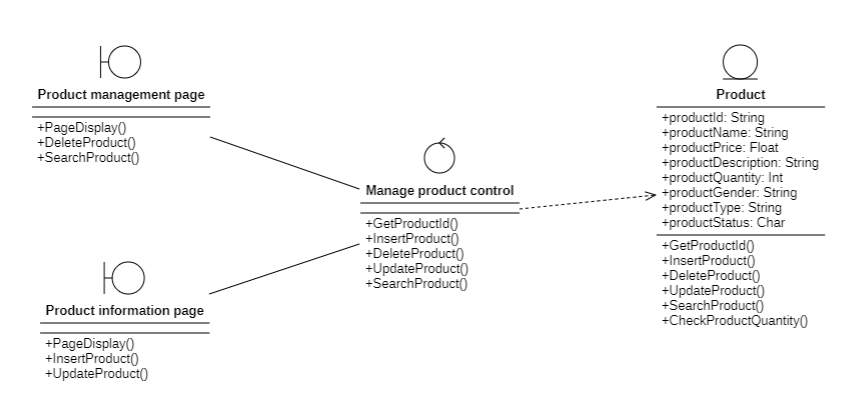 Product management page
+PageDisplay()
+DeleteProduct()
+SearchProduct()
Product information page
+PageDisplay()
+InsertProduct()
+UpdateProduct()
Manage product control
+GetProductId()
+InsertProduct()
+DeleteProduct()
+UpdateProduct()
+SearchProduct()
Product
+productId: String
+productName: String
+productPrice: Float
+productDescription: String
+productQuantity: Int
+productGender: String
+productType: String
+productStatus: Char
+GetProductId()
+InsertProduct()
+DeleteProduct()
+UpdateProduct()
+SearchProduct()
+CheckProductQuantity()